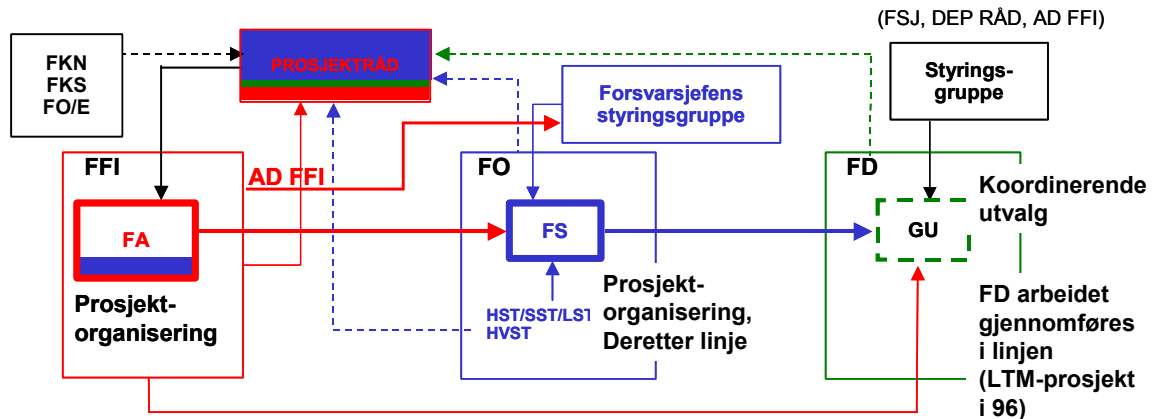 (FSJ, DEP RÅD, AD FFI)
FKN
FKS
FO/E
PROSJEKTRÅD
Forsvarsjefens
styringsgruppe
Styrings-
gruppe
FFI
AD FFI
FO
FD
FA
FS
GU
Koordinerende
utvalg
Prosjekt-
organisering
HST/SST/LST
HVST
Prosjekt-
organisering,
Deretter linje
FD arbeidet
gjennomføres
i linjen
(LTM-prosjekt
i 96)